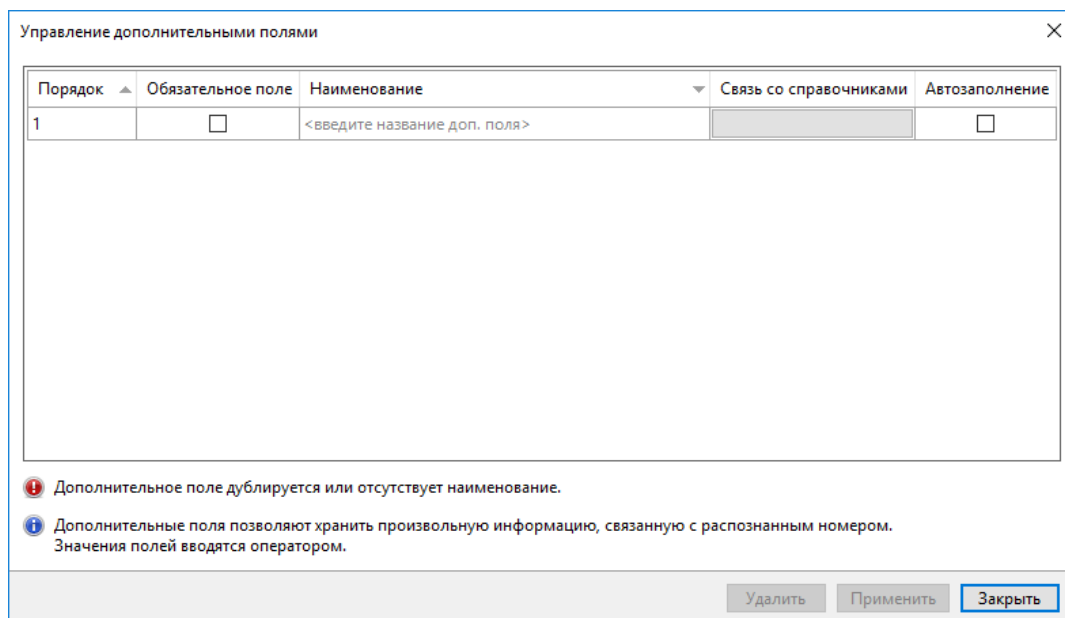 Управление дополнительными полями
Порядок Обязательное поле Наименование Связь со справочниками Автозаполнение
1 <введите название доп. поля>
Дополнительное поле дублируется или отсутствует наименование.
Дополнительные поля позволяют хранить произвольную информацию, связанную с распознанным номером.
Значения полей вводятся оператором.
Удалить Применить Закрыть